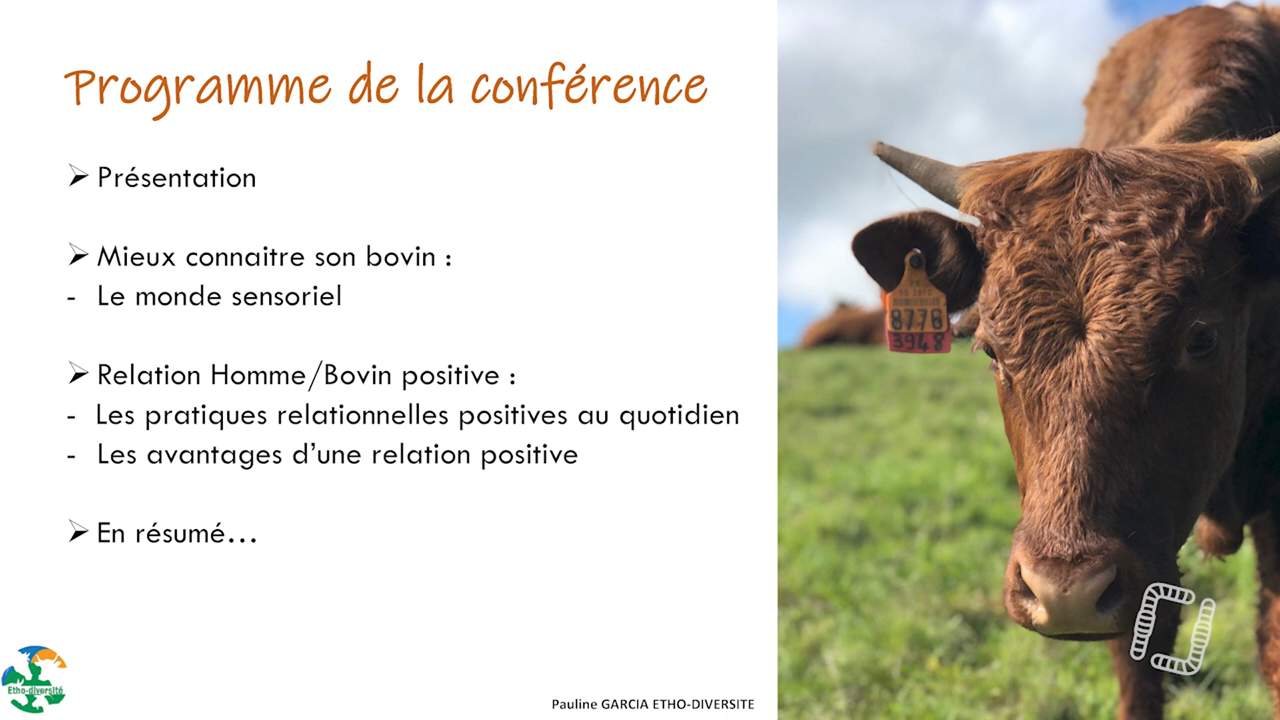 Programme de la conférence
➢ Présentation
➢ Mieux connaitre son bovin :
- Le monde sensoriel
➢ Relation Homme/Bovin positive :
- Les pratiques relationnelles positives au quotidien
- Les avantages d’une relation positive
➢ En résumé...
Etho-diversité
Pauline GARCIA ETHO-DIVERSITE
8778
3948